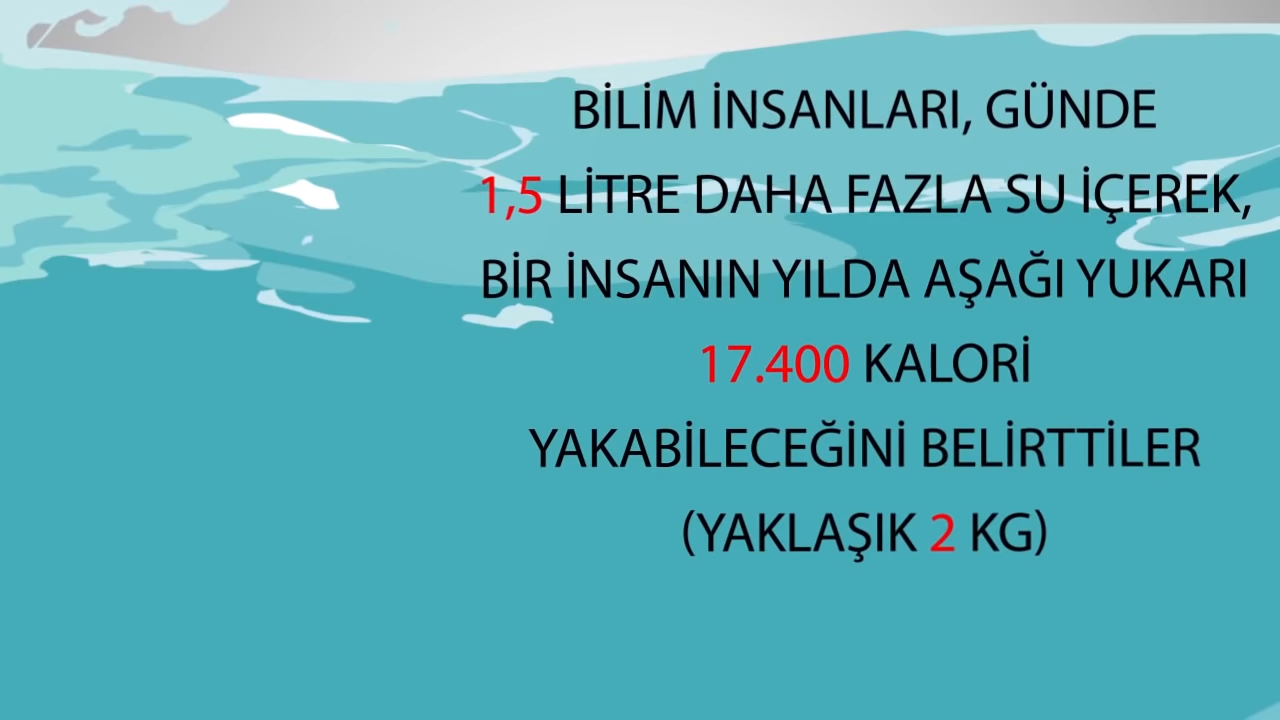 BİLİM İNSANLARI, GÜNDE
1,5 LİTRE DAHA FAZLA SU İÇEREK,
BİR İNSANIN YILDA AŞAĞI YUKARI
17.400 KALORİ
YAKABİLECEĞİNİ BELİRTTİLER
(YAKLAŞIK 2 KG)